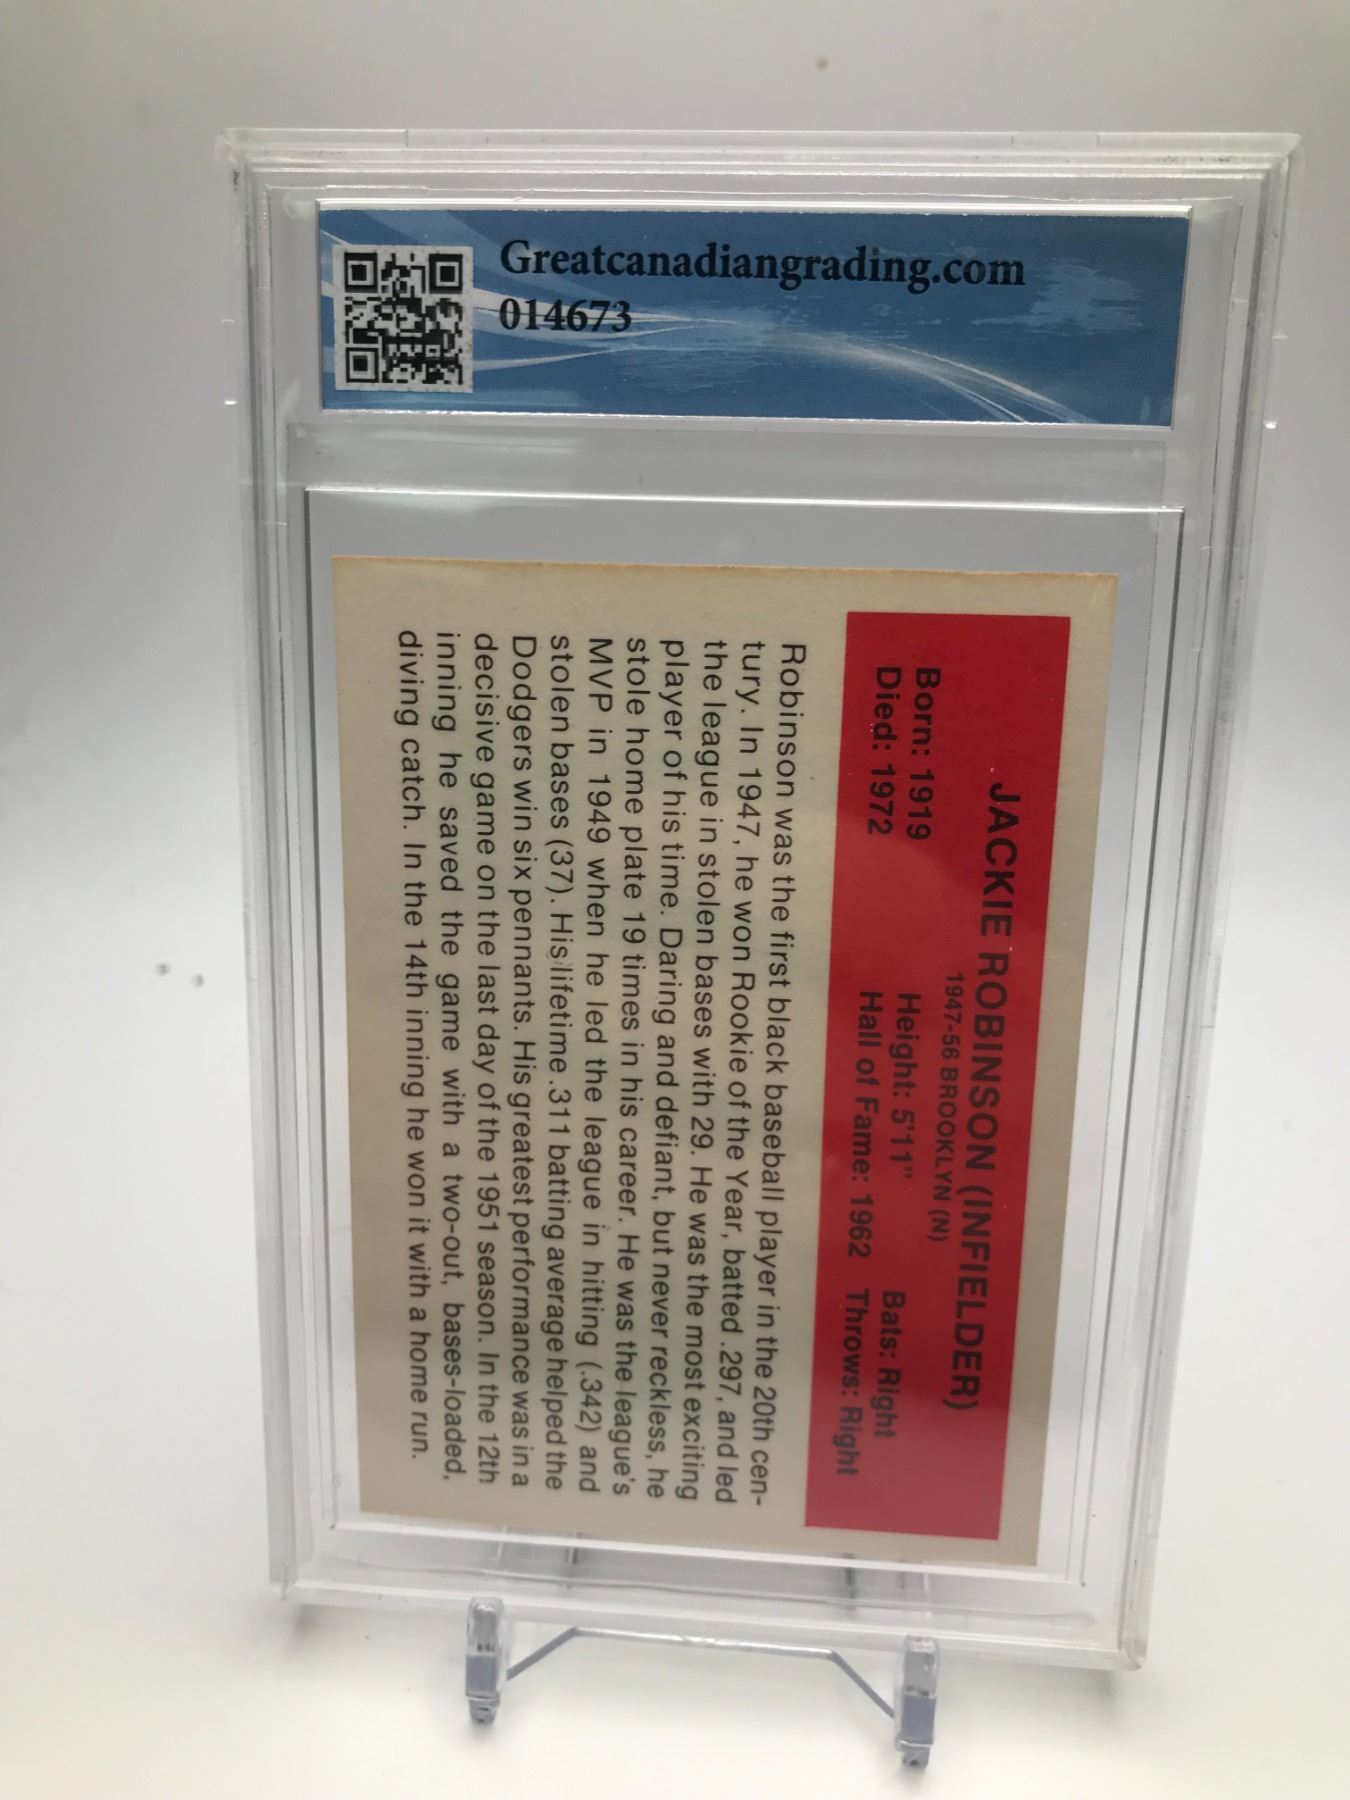 Greatcanadiangrading.com
014673
JACKIE ROBINSON (INFIELDER)
1947-56 BROOKLYN (N)
Born: 1919 Height: 5'11" Bats: Right
Died: 1972 Hall of Fame: 1962 Throws: Right
Robinson was the first black baseball player in the 20th cen-
tury. In 1947, he won Rookie of the Year, batted .297, and led
the league in stolen bases with 29. He was the most exciting
player of his time. Daring and defiant, but never reckless, he
stole home plate 19 times in his career. He was the league's
MVP in 1949 when he led the league in hitting (.342) and
stolen bases (37). His lifetime .311 batting average helped the
Dodgers win six pennants. His greatest performance was in a
decisive game on the last day of the 1951 season. In the 12th
inning he saved the game with a two-out, bases-loaded,
diving catch. In the 14th inning he won it with a home run.